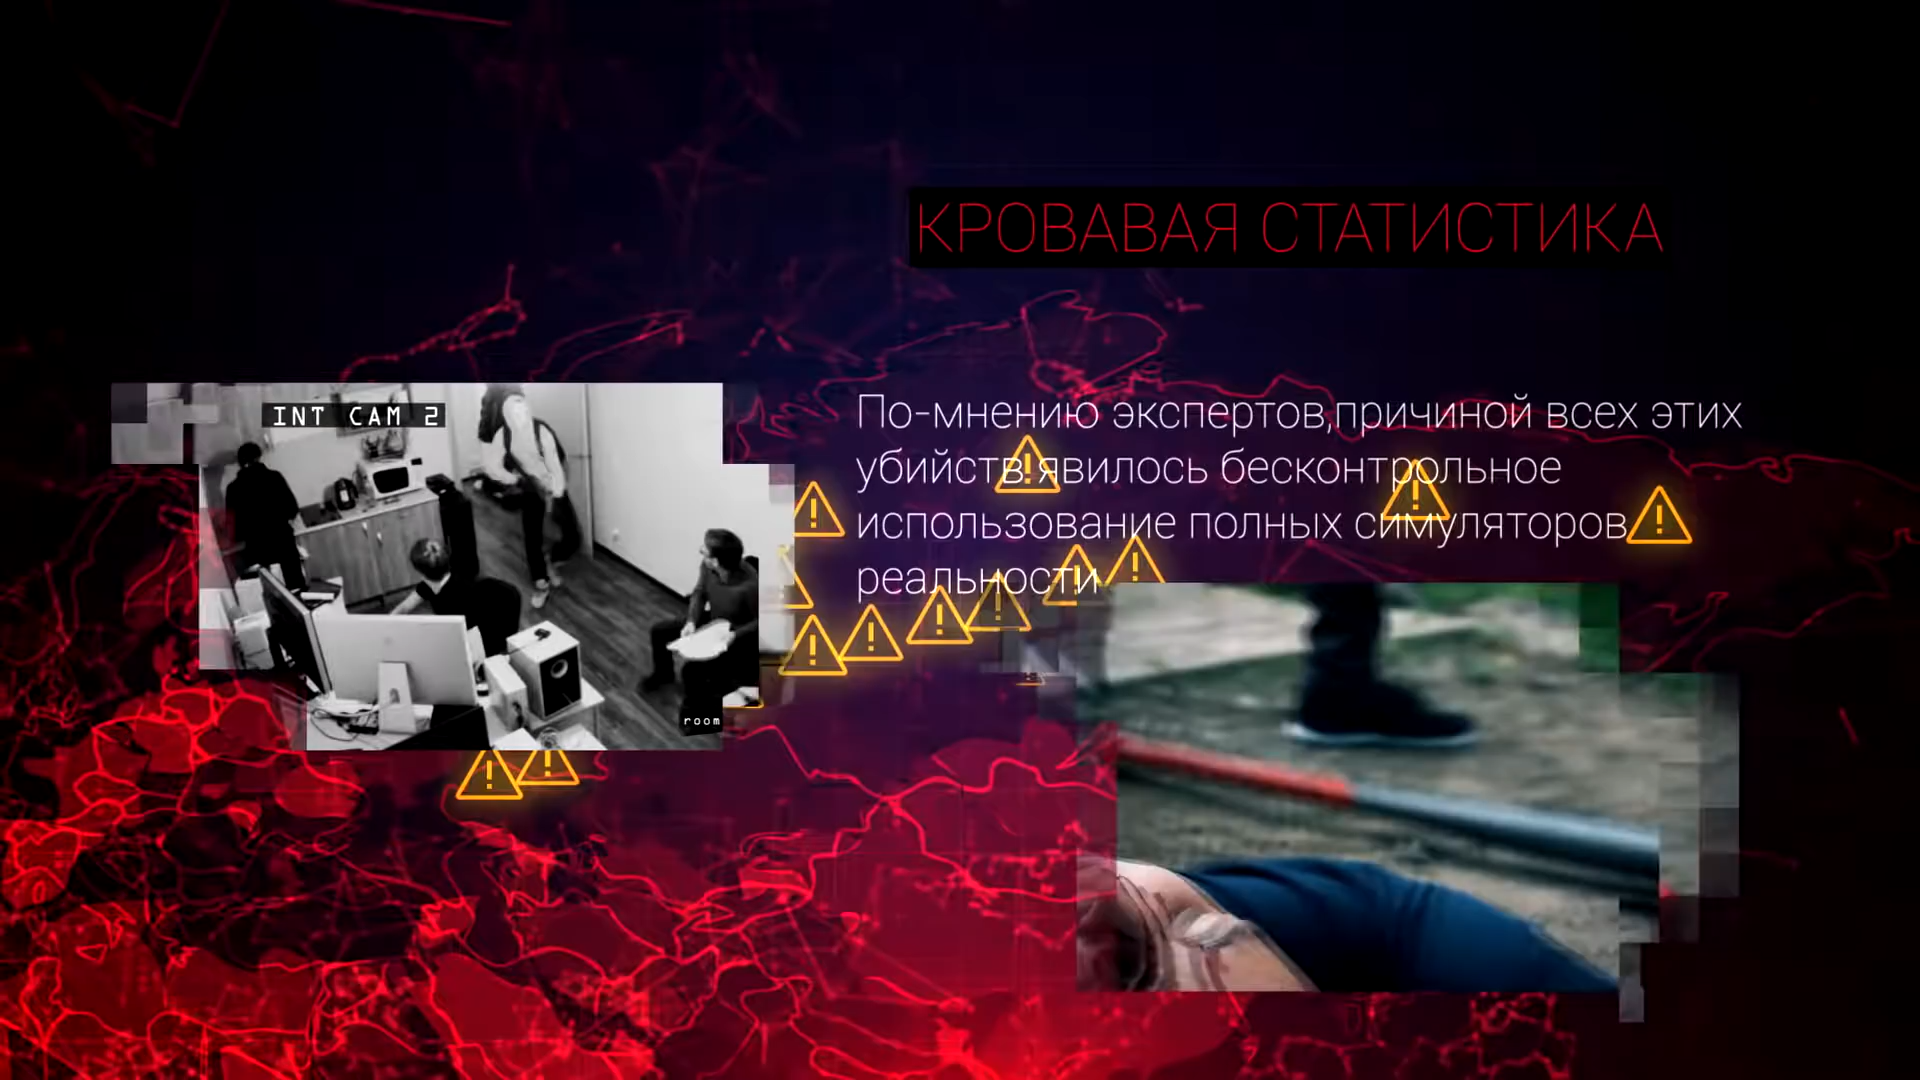 КРОВАВАЯ СТАТИСТИКА
INT CAM 2
По-мнению экспертов,причиной всех этих
убийств явилось бесконтрольное
использование полных симуляторов
реальности
room